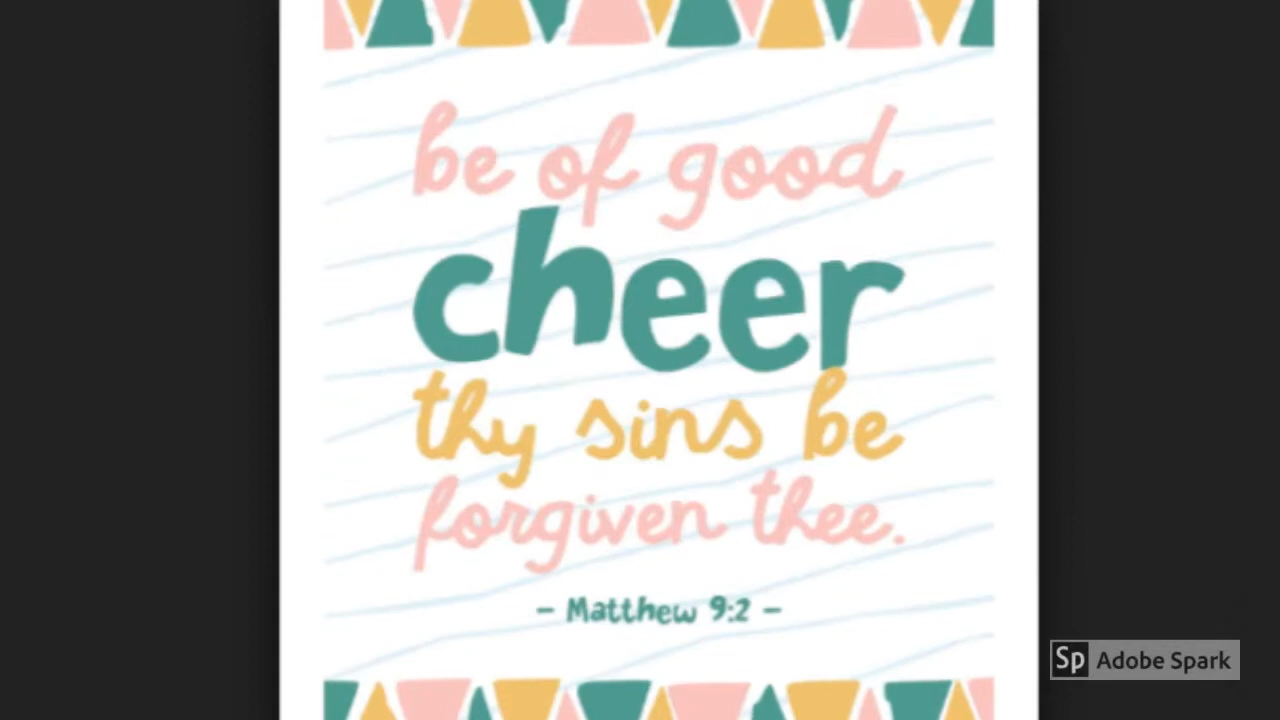 be of good
cheer
thy sins be
forgiven thee.
- Matthew 9:2 -
Sp Adobe Spark